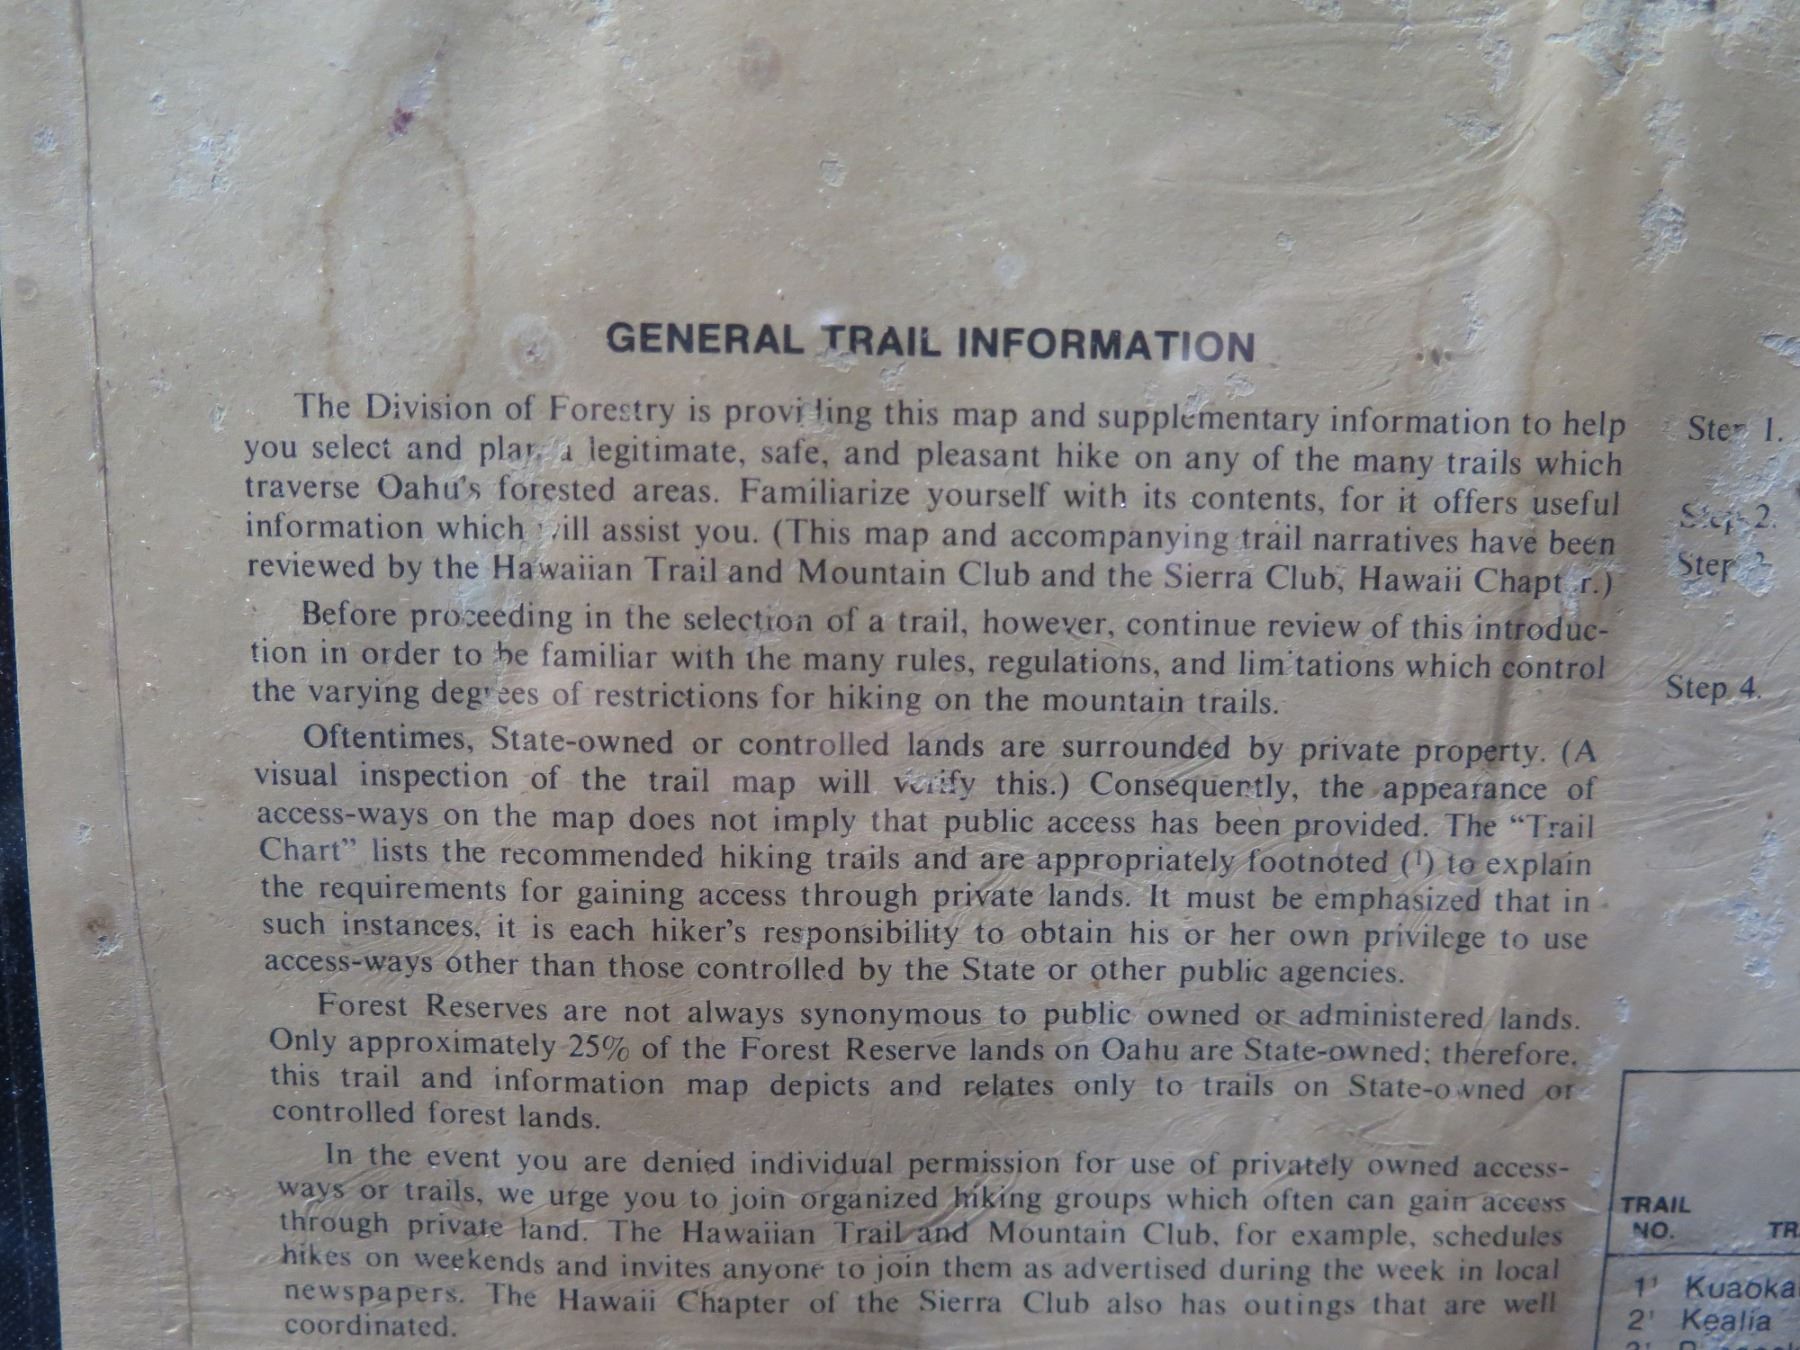 GENERAL TRAIL INFORMATION
The Division of Forestry is providing this map and supplementary information to help
you select and plan a legitimate, safe, and pleasant hike on any of the many trails which
traverse Oahu's forested areas. Familiarize yourself with its contents, for it offers useful
information which will assist you. (This map and accompanying trail narratives have been
reviewed by the Hawaiian Trail and Mountain Club and the Sierra Club, Hawaii Chapter.)
Before proceeding in the selection of a trail, however, continue review of this introduc-
tion in order to be familiar with the many rules, regulations, and limitations which control
the varying degrees of restrictions for hiking on the mountain trails.
Oftentimes, State-owned or controlled lands are surrounded by private property. (A
visual inspection of the trail map will verify this.) Consequently, the appearance of
access-ways on the map does not imply that public access has been provided. The “Trail
Chart” lists the recommended hiking trails and are appropriately footnoted (¹) to explain
the requirements for gaining access through private lands. It must be emphasized that in
such instances, it is each hiker's responsibility to obtain his or her own privilege to use
access-ways other than those controlled by the State or other public agencies.
Forest Reserves are not always synonymous to public owned or administered lands.
Only approximately 25% of the Forest Reserve lands on Oahu are State-owned; therefore,
this trail and information map depicts and relates only to trails on State-owned or
controlled forest lands.
In the event you are denied individual permission for use of privately owned access-
ways or trails, we urge you to join organized hiking groups which often can gain access
through private land. The Hawaiian Trail and Mountain Club, for example, schedules
hikes on weekends and invites anyone to join them as advertised during the week in local
newspapers. The Hawaii Chapter of the Sierra Club also has outings that are well
coordinated.
Step 1.
Step 2.
Step 3
Step 4.
TRAIL
NO.
TR
1¹ Kuaoka
2¹ Kealia